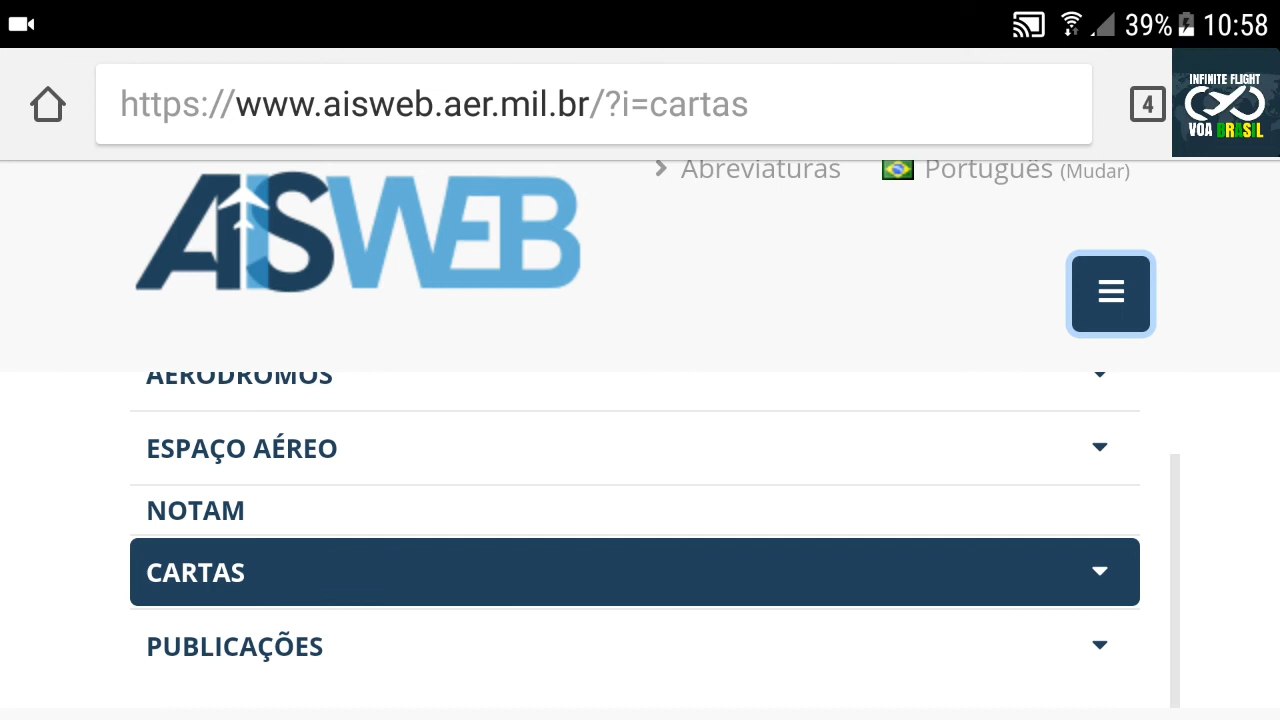 39% 10:58
https://www.aisweb.aer.mil.br/?i=cartas
4
INFINITE FLIGHT
VOA BRASIL
Abreviaturas
Português (Mudar)
AISWEB
AERÓDROMOS
ESPAÇO AÉREO
NOTAM
CARTAS
PUBLICAÇÕES